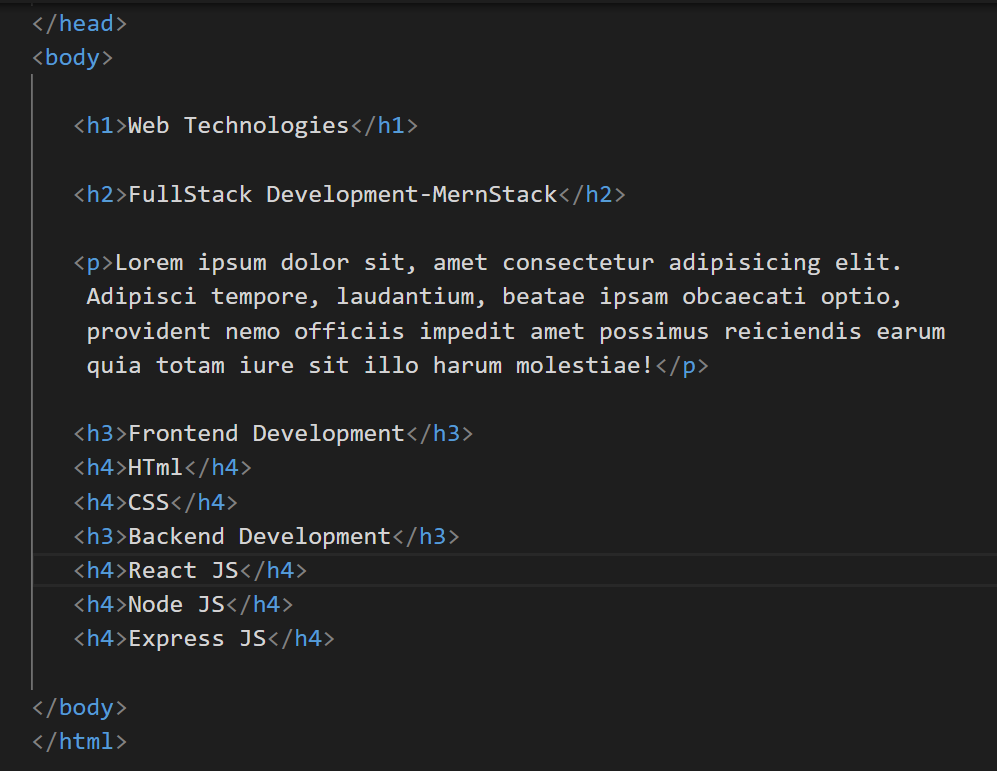 </head>
<body>
<h1>Web Technologies</h1>
<h2>FullStack Development-MernStack</h2>
<p>Lorem ipsum dolor sit, amet consectetur adipisicing elit.
Adipisci tempore, laudantium, beatae ipsam obcaecati optio,
provident nemo officiis impedit amet possimus reiciendis earum
quia totam iure sit illo harum molestiae!</p>
<h3>Frontend Development</h3>
<h4>HTml</h4>
<h4>CSS</h4>
<h3>Backend Development</h3>
<h4>React JS</h4>
<h4>Node JS</h4>
<h4>Express JS</h4>
</body>
</html>